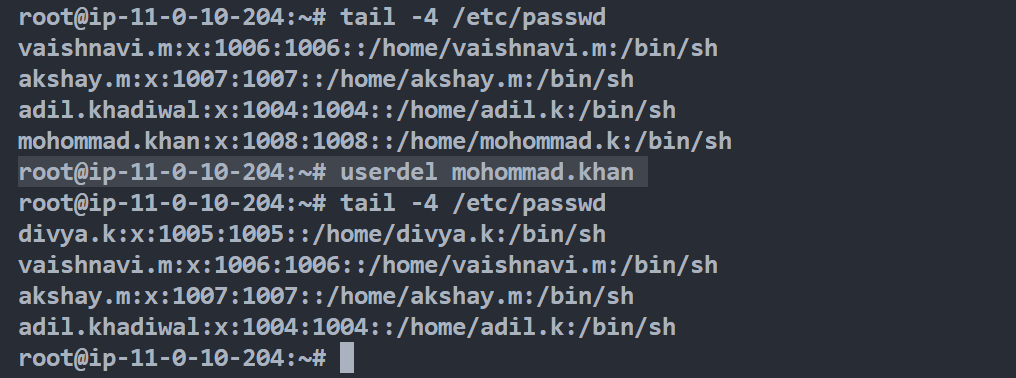 root@ip-11-0-10-204:~# tail -4 /etc/passwd
vaishnavi.m:x:1006:1006::/home/vaishnavi.m:/bin/sh
akshay.m:x:1007:1007::/home/akshay.m:/bin/sh
adil.khadiwal:x:1004:1004::/home/adil.k:/bin/sh
mohommad.khan:x:1008:1008::/home/mohommad.k:/bin/sh
root@ip-11-0-10-204:~# userdel mohommad.khan
root@ip-11-0-10-204:~# tail -4 /etc/passwd
divya.k:x:1005:1005::/home/divya.k:/bin/sh
vaishnavi.m:x:1006:1006::/home/vaishnavi.m:/bin/sh
akshay.m:x:1007:1007::/home/akshay.m:/bin/sh
adil.khadiwal:x:1004:1004::/home/adil.k:/bin/sh
root@ip-11-0-10-204:~#